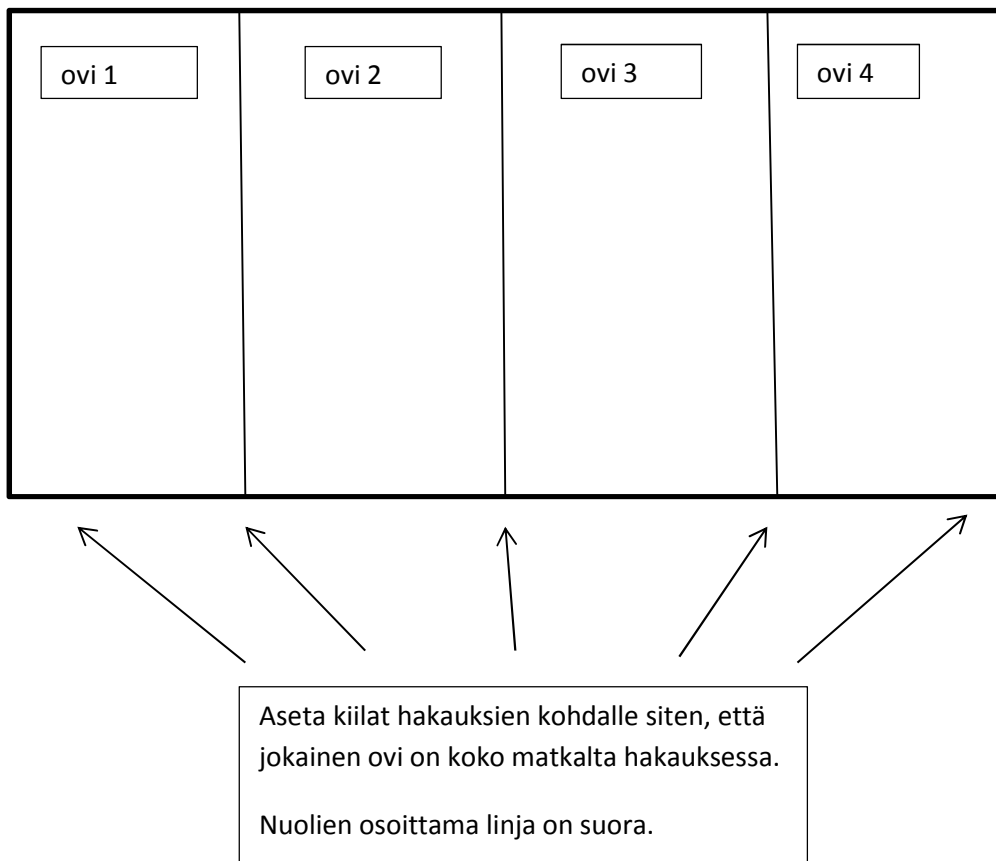 ovi 1
ovi 2
ovi 3
ovi 4
Aseta kiilat hakauksien kohdalle siten, että
jokainen ovi on koko matkalta hakauksessa.
Nuolien osoittama linja on suora.